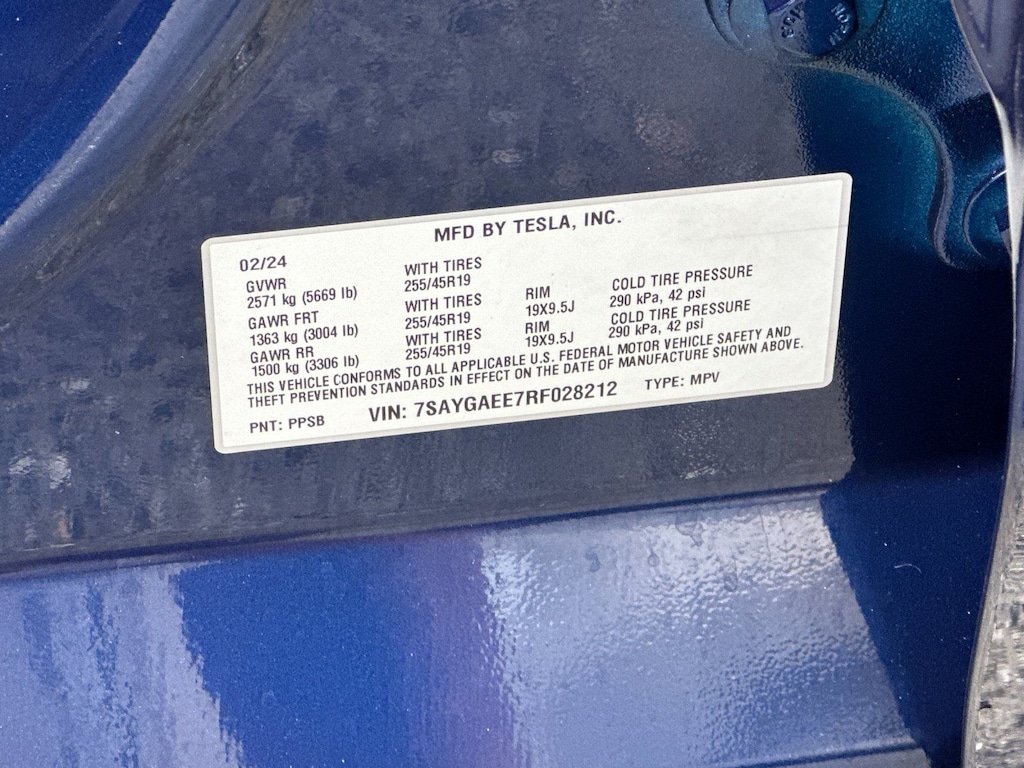 MFD BY TESLA, INC.
02/24
GVWR
2571 kg (5669 lb)
WITH TIRES
255/45R19
GAWR FRT
1363 kg (3004 lb)
WITH TIRES
255/45R19
RIM
19X9.5J
COLD TIRE PRESSURE
290 kPa, 42 psi
GAWR RR
1500 kg (3306 lb)
WITH TIRES
255/45R19
RIM
19X9.5J
COLD TIRE PRESSURE
290 kPa, 42 psi
THIS VEHICLE CONFORMS TO ALL APPLICABLE U.S. FEDERAL MOTOR VEHICLE SAFETY AND
THEFT PREVENTION STANDARDS IN EFFECT ON THE DATE OF MANUFACTURE SHOWN ABOVE.
PNT: PPSB VIN: 7SAYGAEE7RF028212 TYPE: MPV